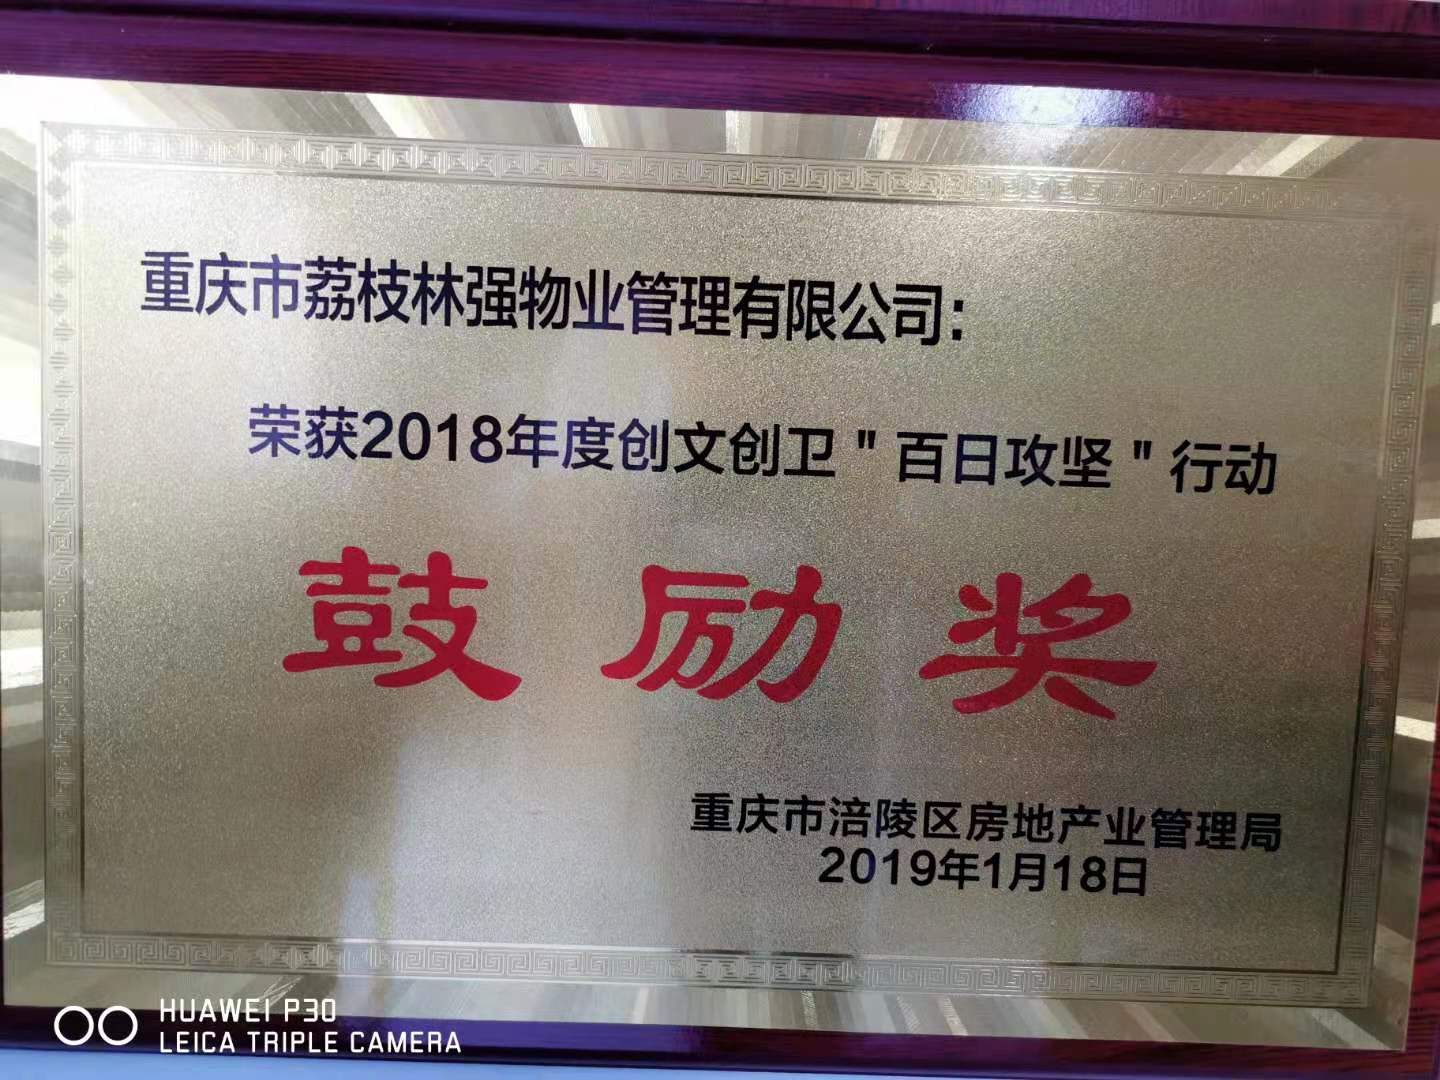 重庆市荔枝林强物业管理有限公司：
荣获2018年度创文创卫"百日攻坚"行动
鼓励奖
重庆市涪陵区房地产业管理局
2019年1月18日
HUAWEI P30
LEICA TRIPLE CAMERA